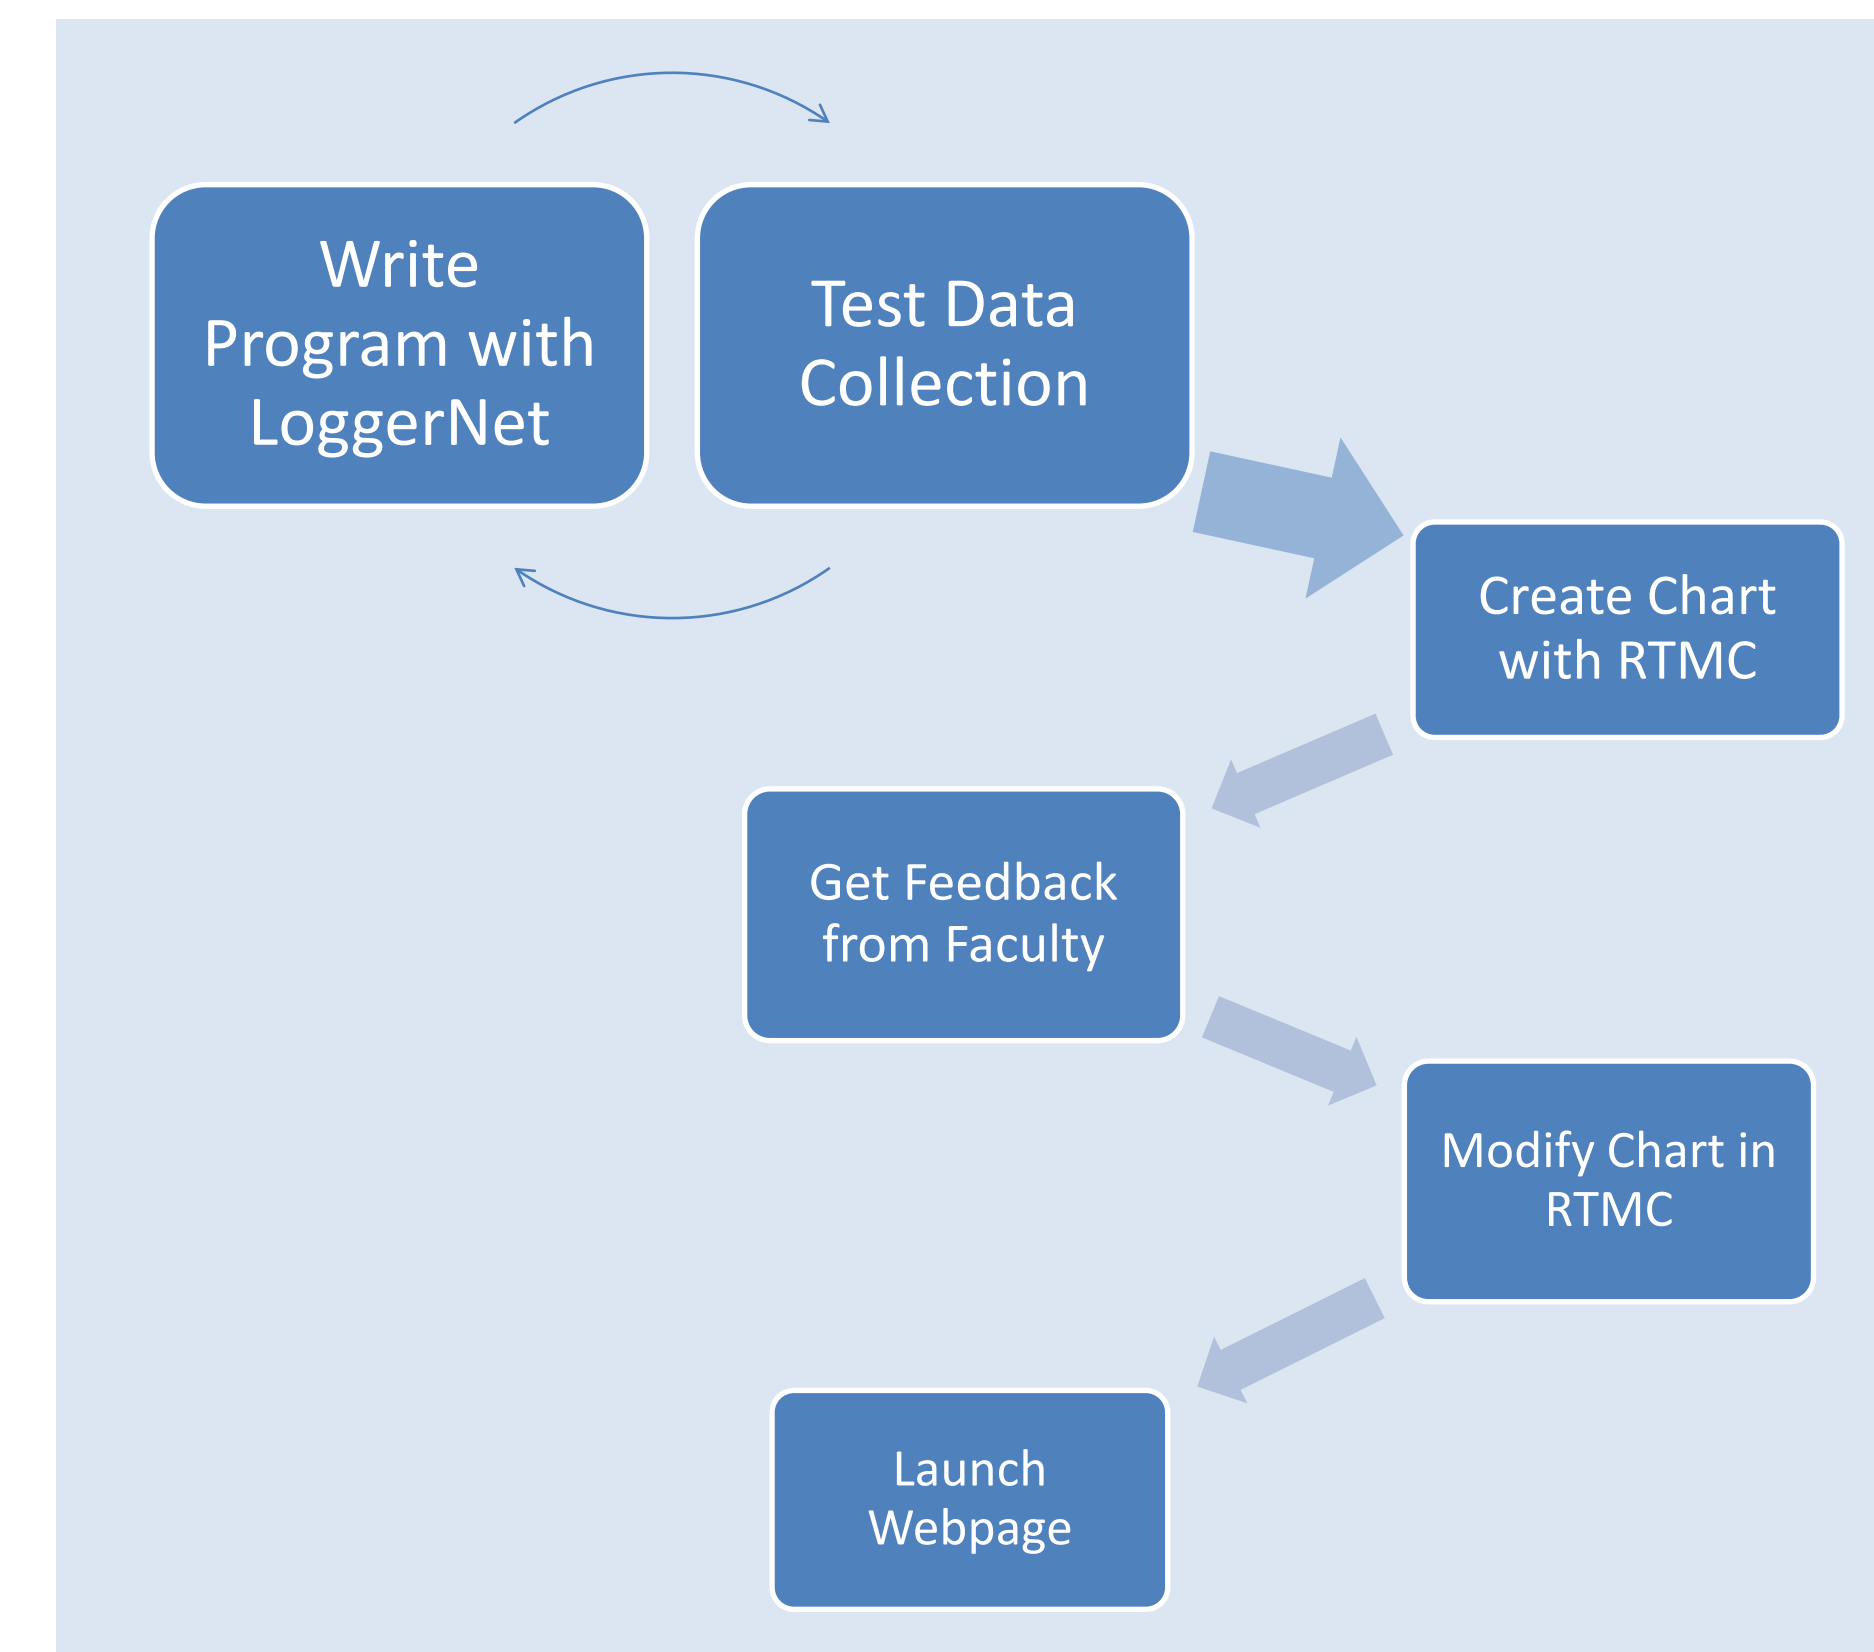 Write
Program with
LoggerNet
Test Data
Collection
Create Chart
with RTMC
Get Feedback
from Faculty
Modify Chart in
RTMC
Launch
Webpage